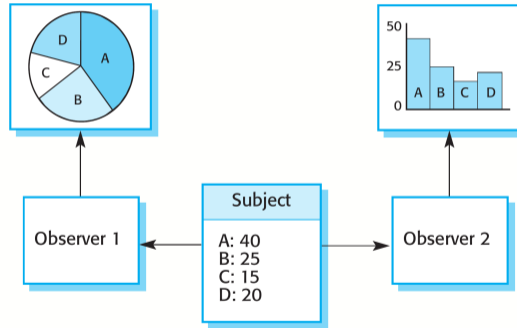 D
A
C
B
50
25
0
A B C D
Observer 1
Subject
A: 40
B: 25
C: 15
D: 20
Observer 2